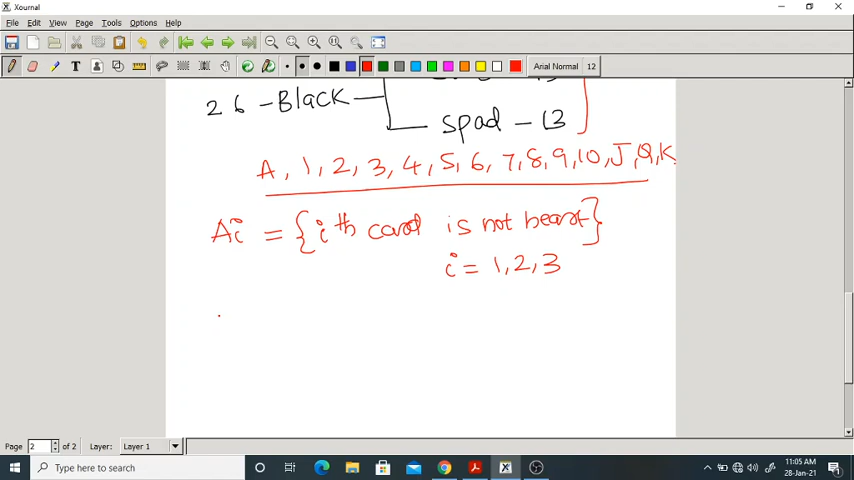 Xournal
File Edit View Page Tools Options Help
Arial Normal 12
26 - Black
spad - 13
A, 1, 2, 3, 4, 5, 6, 7, 8, 9, 10, J, Q, K
Ai = {ith card is not heart}
i = 1, 2, 3
Page 2 of 2 Layer: Layer 1
Type here to search
11:05 AM
28-Jan-21